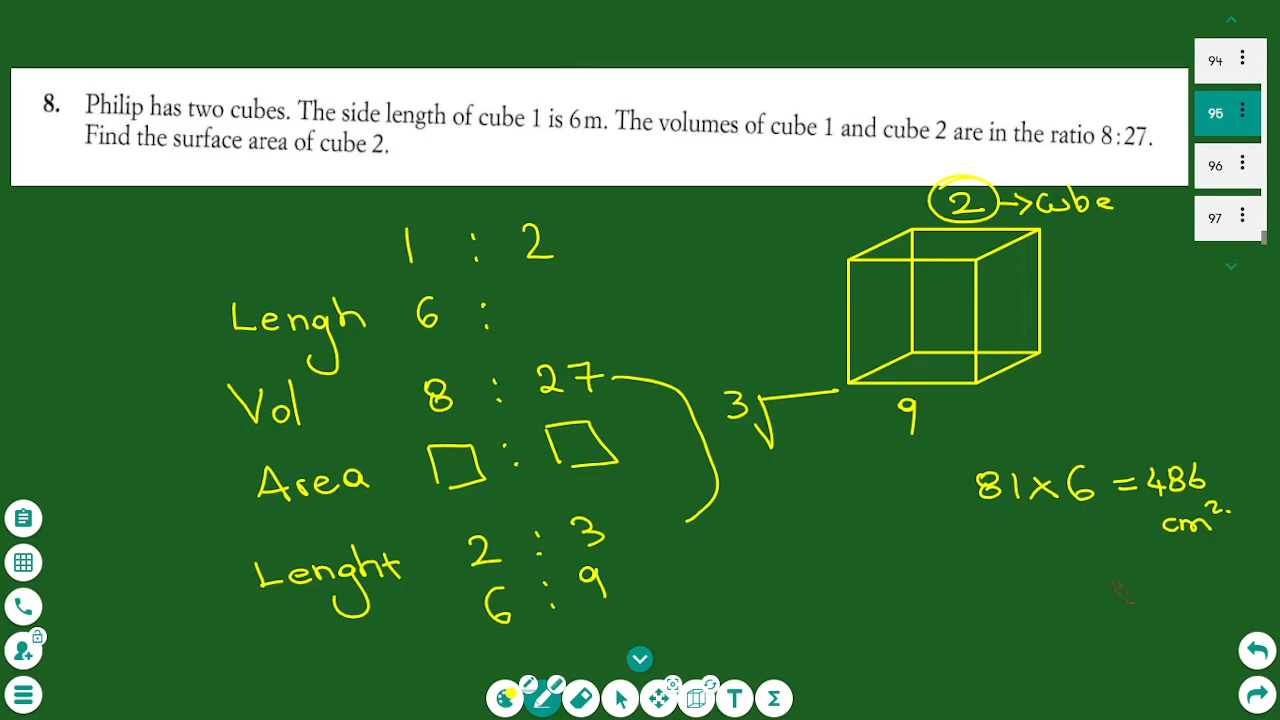 8. Philip has two cubes. The side length of cube 1 is 6 m. The volumes of cube 1 and cube 2 are in the ratio 8:27.
Find the surface area of cube 2.
94
95
96
97
2 → cube
1 : 2
Lengh 6 :
Vol 8 : 27
3√
9
Area □ : □
81 × 6 = 486
cm².
Lenght 2 : 3
6 : 9
T
Σ